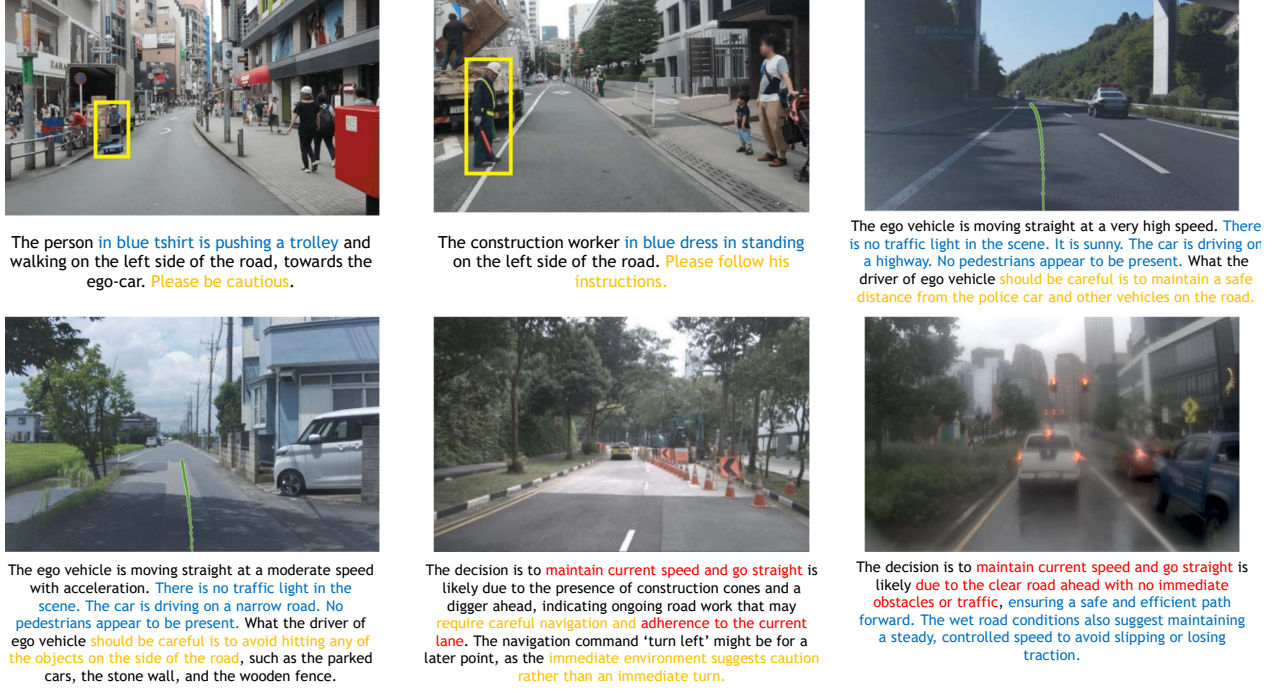 ZARA
The person in blue tshirt is pushing a trolley and
walking on the left side of the road, towards the
ego-car. Please be cautious.
The construction worker in blue dress in standing
on the left side of the road. Please follow his
instructions.
The ego vehicle is moving straight at a very high speed. There
is no traffic light in the scene. It is sunny. The car is driving on
a highway. No pedestrians appear to be present. What the
driver of ego vehicle should be careful is to maintain a safe
distance from the police car and other vehicles on the road.
The ego vehicle is moving straight at a moderate speed
with acceleration. There is no traffic light in the
scene. The car is driving on a narrow road. No
pedestrians appear to be present. What the driver of
ego vehicle should be careful is to avoid hitting any of
the objects on the side of the road, such as the parked
cars, the stone wall, and the wooden fence.
The decision is to maintain current speed and go straight is
likely due to the presence of construction cones and a
digger ahead, indicating ongoing road work that may
require careful navigation and adherence to the current
lane. The navigation command ‘turn left’ might be for a
later point, as the immediate environment suggests caution
rather than an immediate turn.
The decision is to maintain current speed and go straight is
likely due to the clear road ahead with no immediate
obstacles or traffic, ensuring a safe and efficient path
forward. The wet road conditions also suggest maintaining
a steady, controlled speed to avoid slipping or losing
traction.